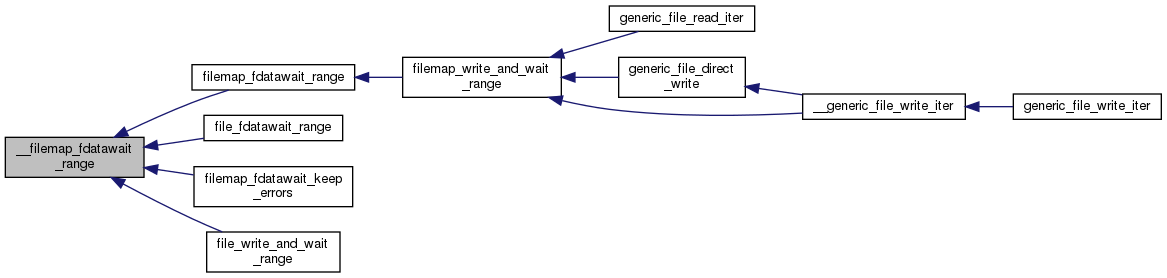 __filemap_fdatawait
_range
filemap_fdatawait_range
file_fdatawait_range
filemap_fdatawait_keep
_errors
file_write_and_wait
_range
filemap_write_and_wait
_range
generic_file_read_iter
generic_file_direct
_write
__generic_file_write_iter
generic_file_write_iter